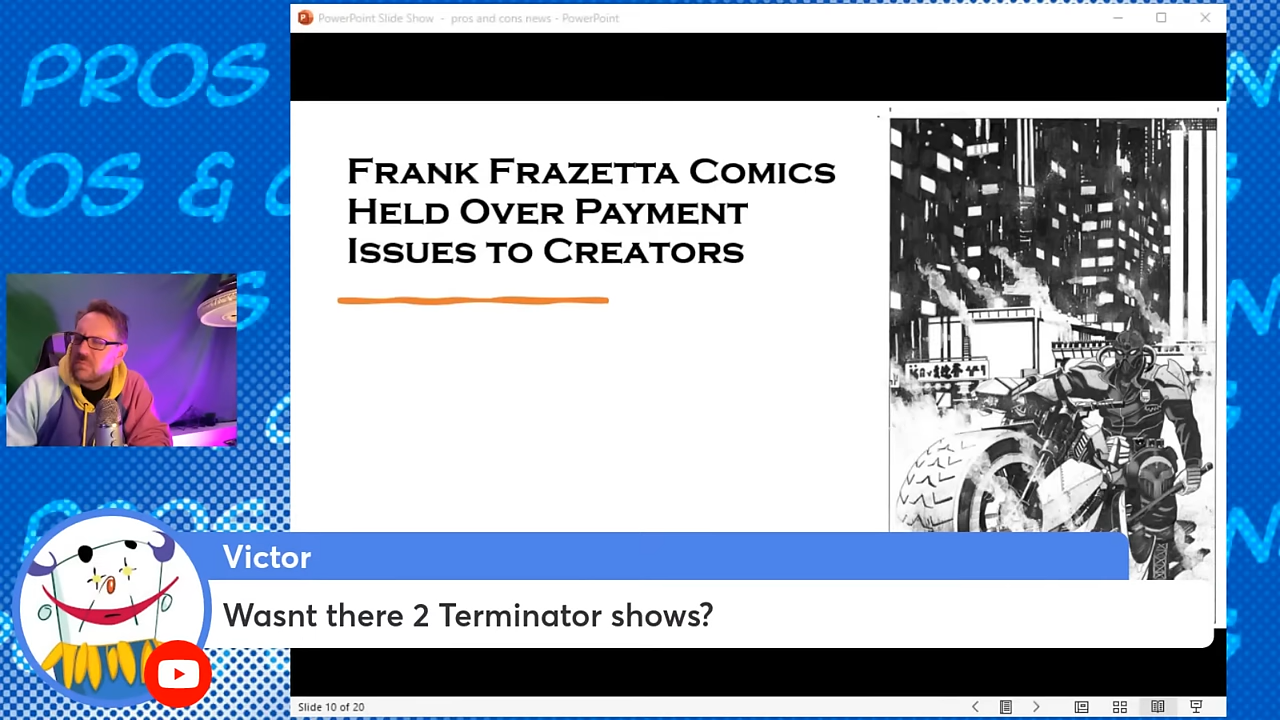 PowerPoint Slide Show - pros and cons news - PowerPoint
PROS
FRANK FRAZETTA COMICS
HELD OVER PAYMENT
ISSUES TO CREATORS
Victor
Wasnt there 2 Terminator shows?
Slide 10 of 20